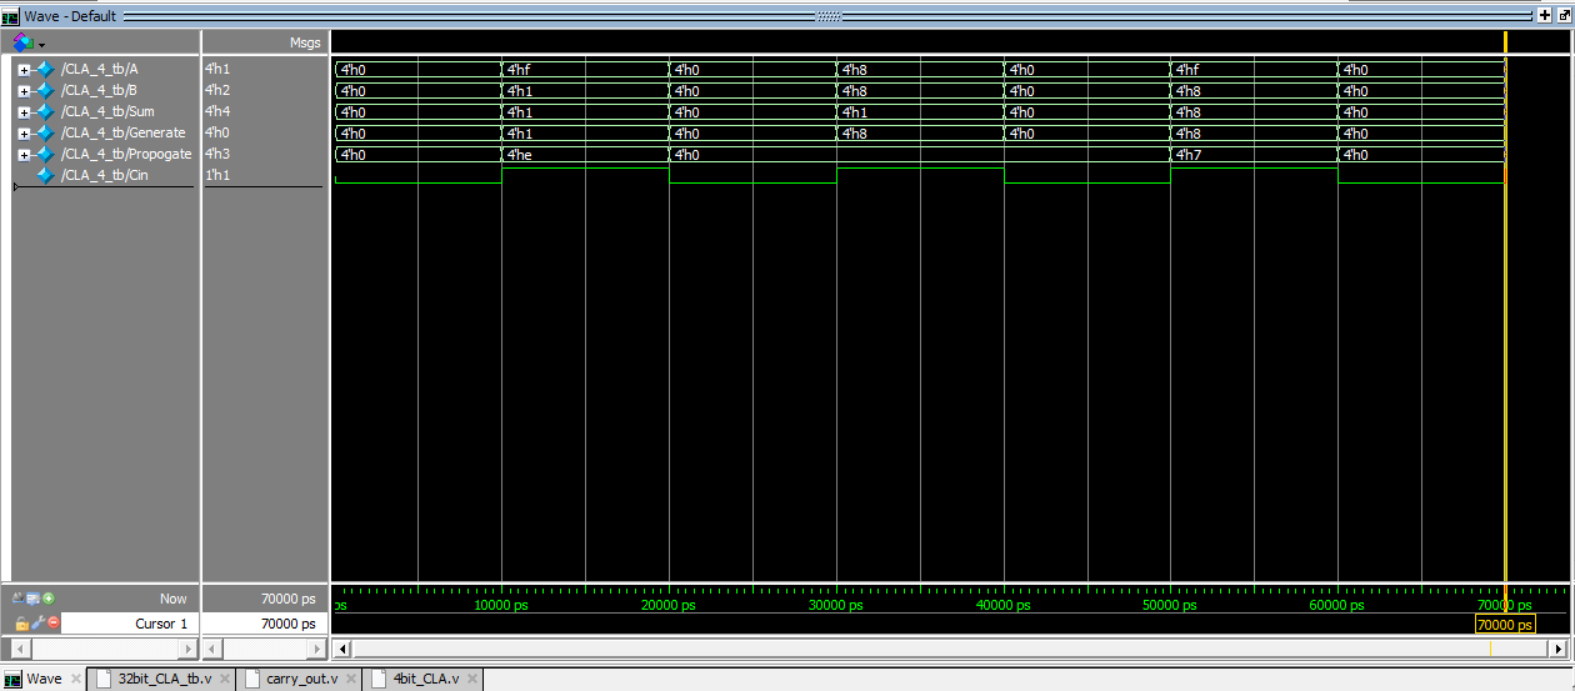 Wave - Default
Msgs
/CLA_4_tb/A 4'h1 4'h0 4'hf 4'h0 4'h8 4'h0 4'hf 4'h0
/CLA_4_tb/B 4'h2 4'h0 4'h1 4'h0 4'h8 4'h0 4'h8 4'h0
/CLA_4_tb/Sum 4'h4 4'h0 4'h1 4'h0 4'h1 4'h0 4'h8 4'h0
/CLA_4_tb/Generate 4'h0 4'h0 4'h1 4'h0 4'h8 4'h0 4'h8 4'h0
/CLA_4_tb/Propogate 4'h3 4'h0 4'he 4'h0 4'h7 4'h0
/CLA_4_tb/Cin 1'h1
Now 70000 ps ps 10000 ps 20000 ps 30000 ps 40000 ps 50000 ps 60000 ps 70000 ps
Cursor 1 70000 ps 70000 ps
Wave 32bit_CLA_tb.v carry_out.v 4bit_CLA.v